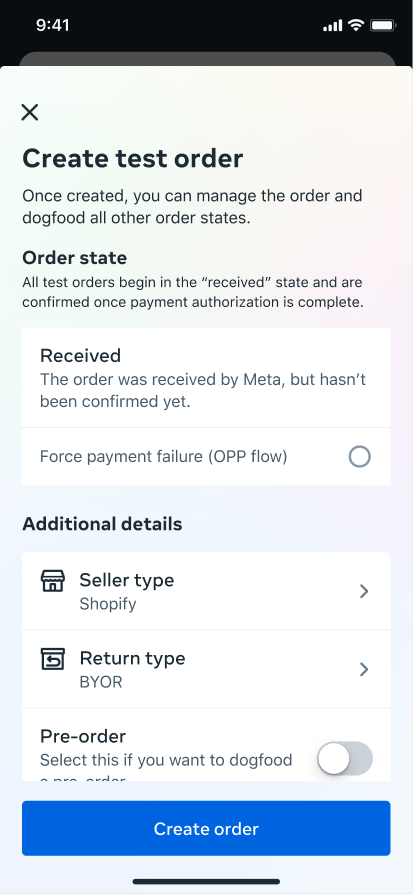 9:41
Create test order
Once created, you can manage the order and
dogfood all other order states.
Order state
All test orders begin in the “received” state and are
confirmed once payment authorization is complete.
Received
The order was received by Meta, but hasn’t
been confirmed yet.
Force payment failure (OPP flow)
Additional details
Seller type
Shopify
Return type
BYOR
Pre-order
Select this if you want to dogfood
a pre-order
Create order